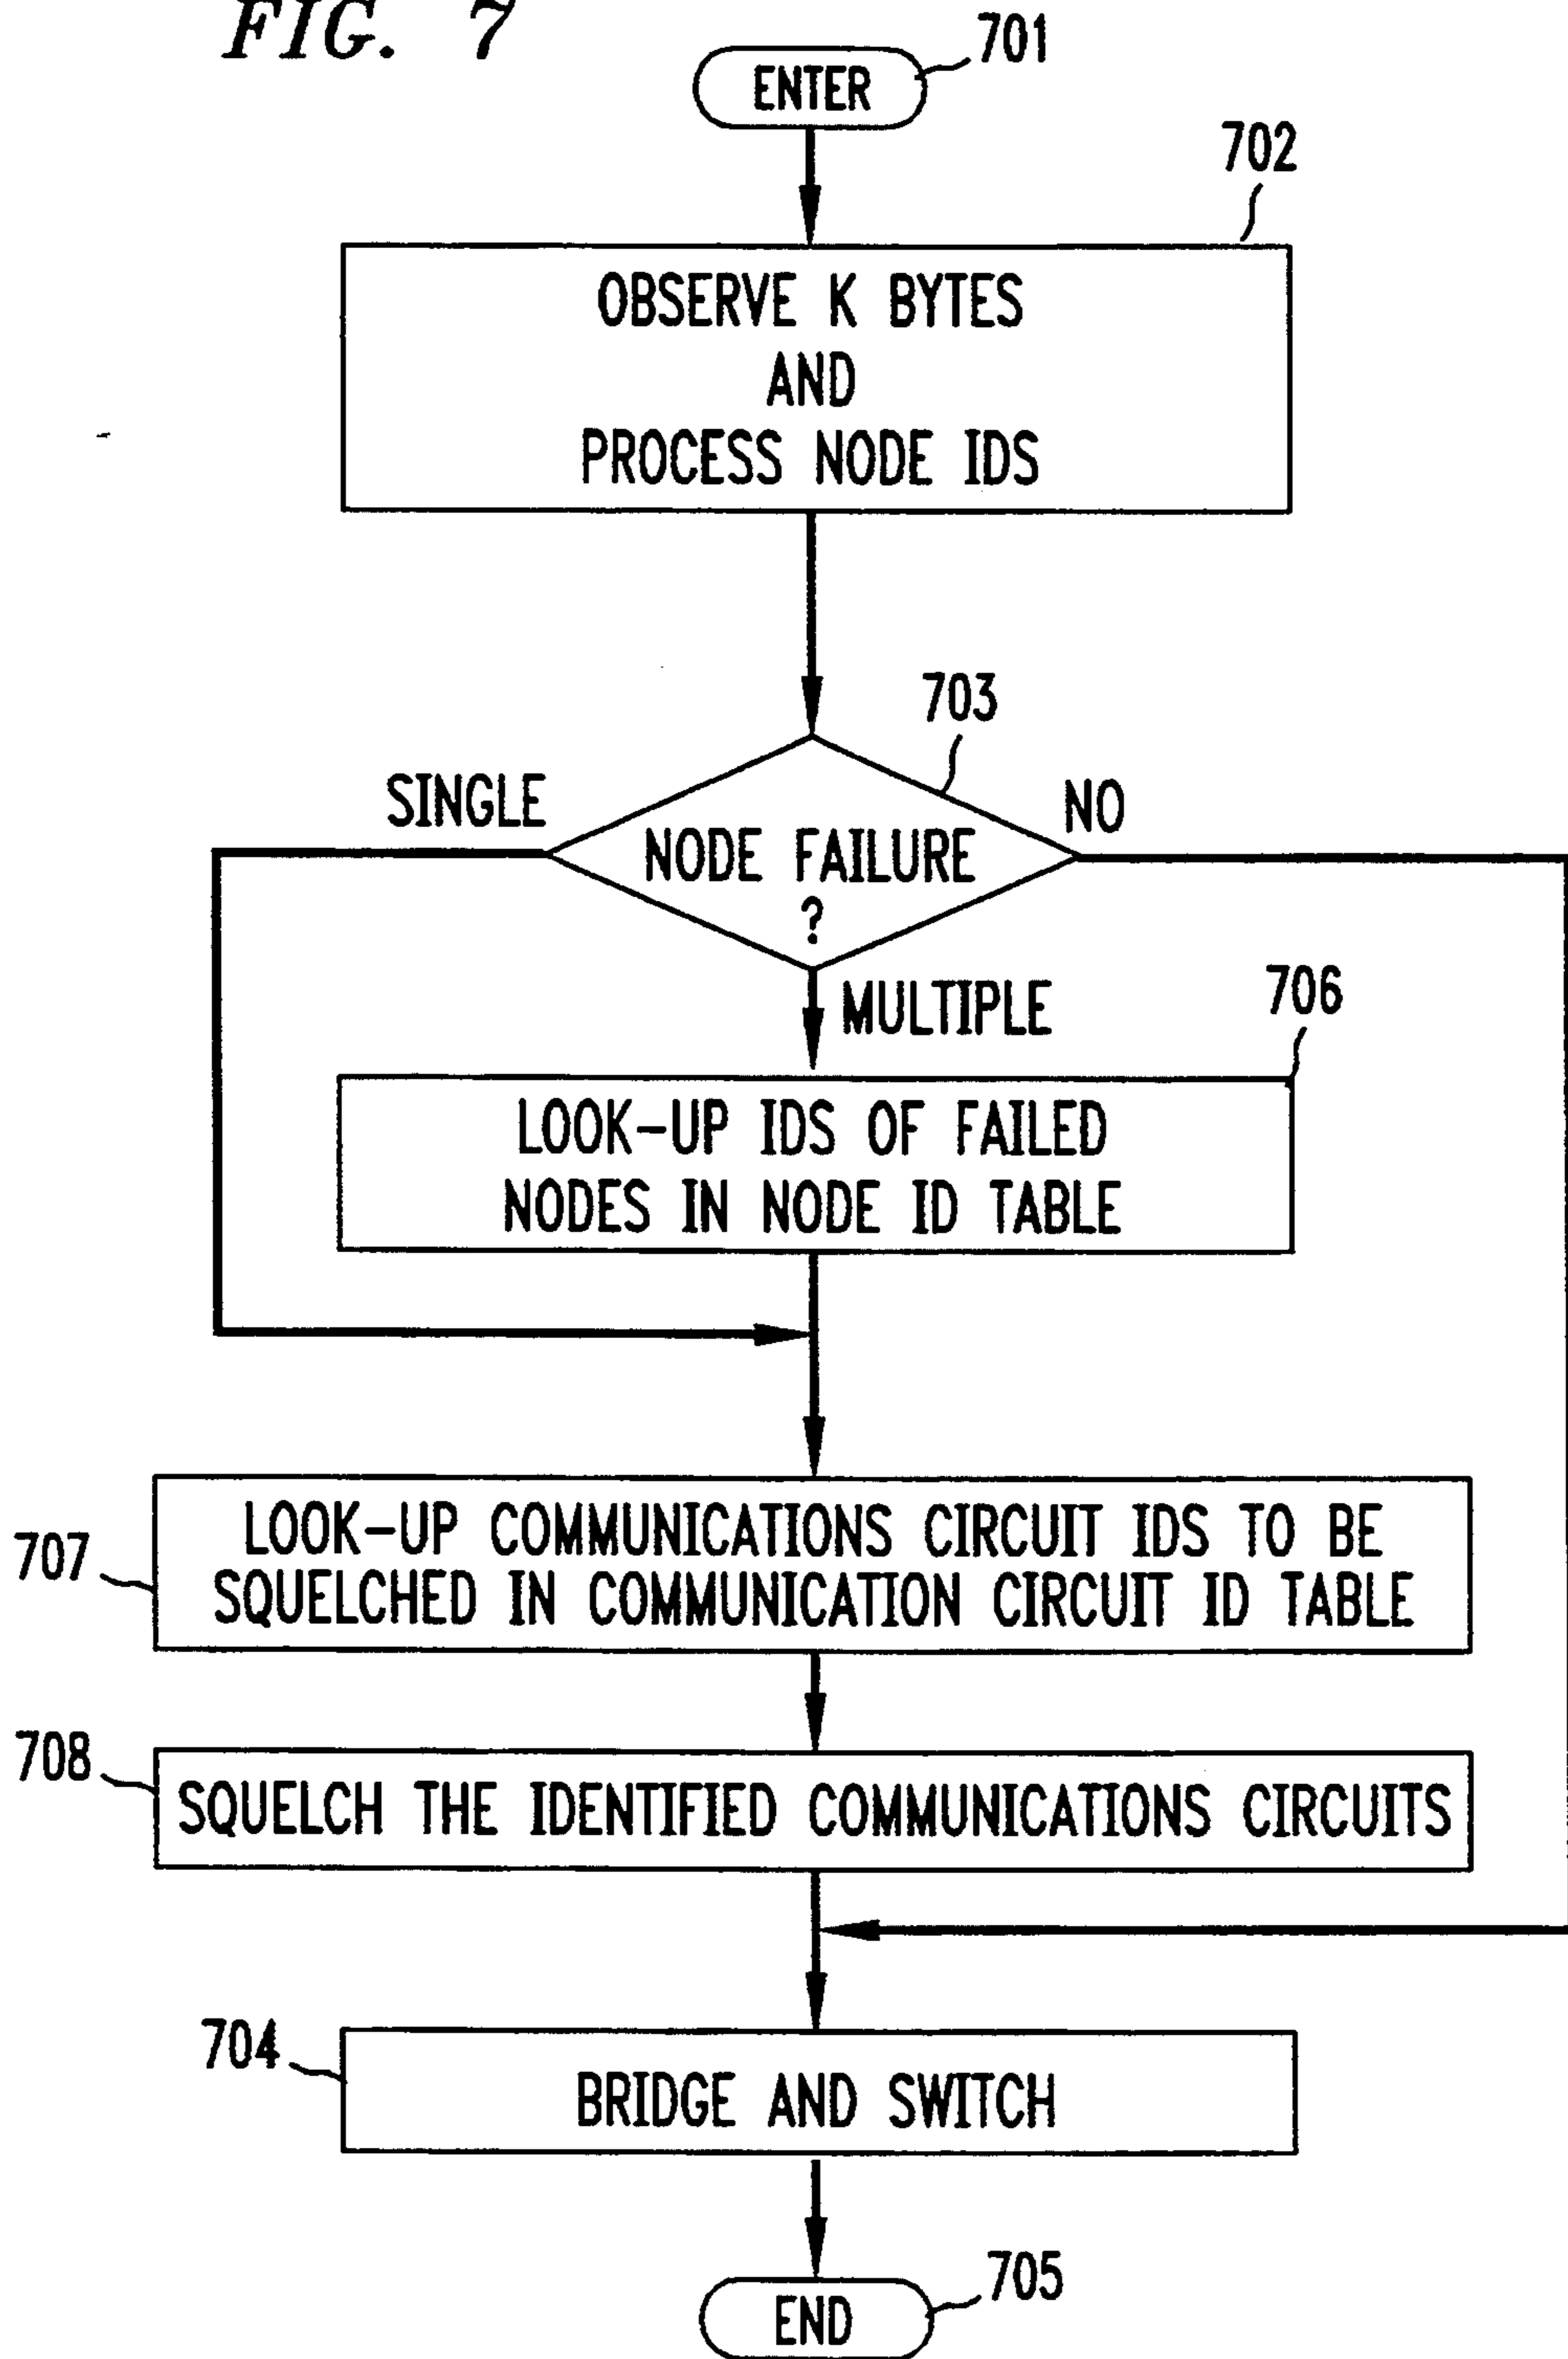 FIG. 7
701
ENTER
702
OBSERVE K BYTES
AND
PROCESS NODE IDS
703
SINGLE
NO
NODE FAILURE
?
MULTIPLE
706
LOOK-UP IDS OF FAILED
NODES IN NODE ID TABLE
707
LOOK-UP COMMUNICATIONS CIRCUIT IDS TO BE
SQUELCHED IN COMMUNICATION CIRCUIT ID TABLE
708
SQUELCH THE IDENTIFIED COMMUNICATIONS CIRCUITS
704
BRIDGE AND SWITCH
705
END